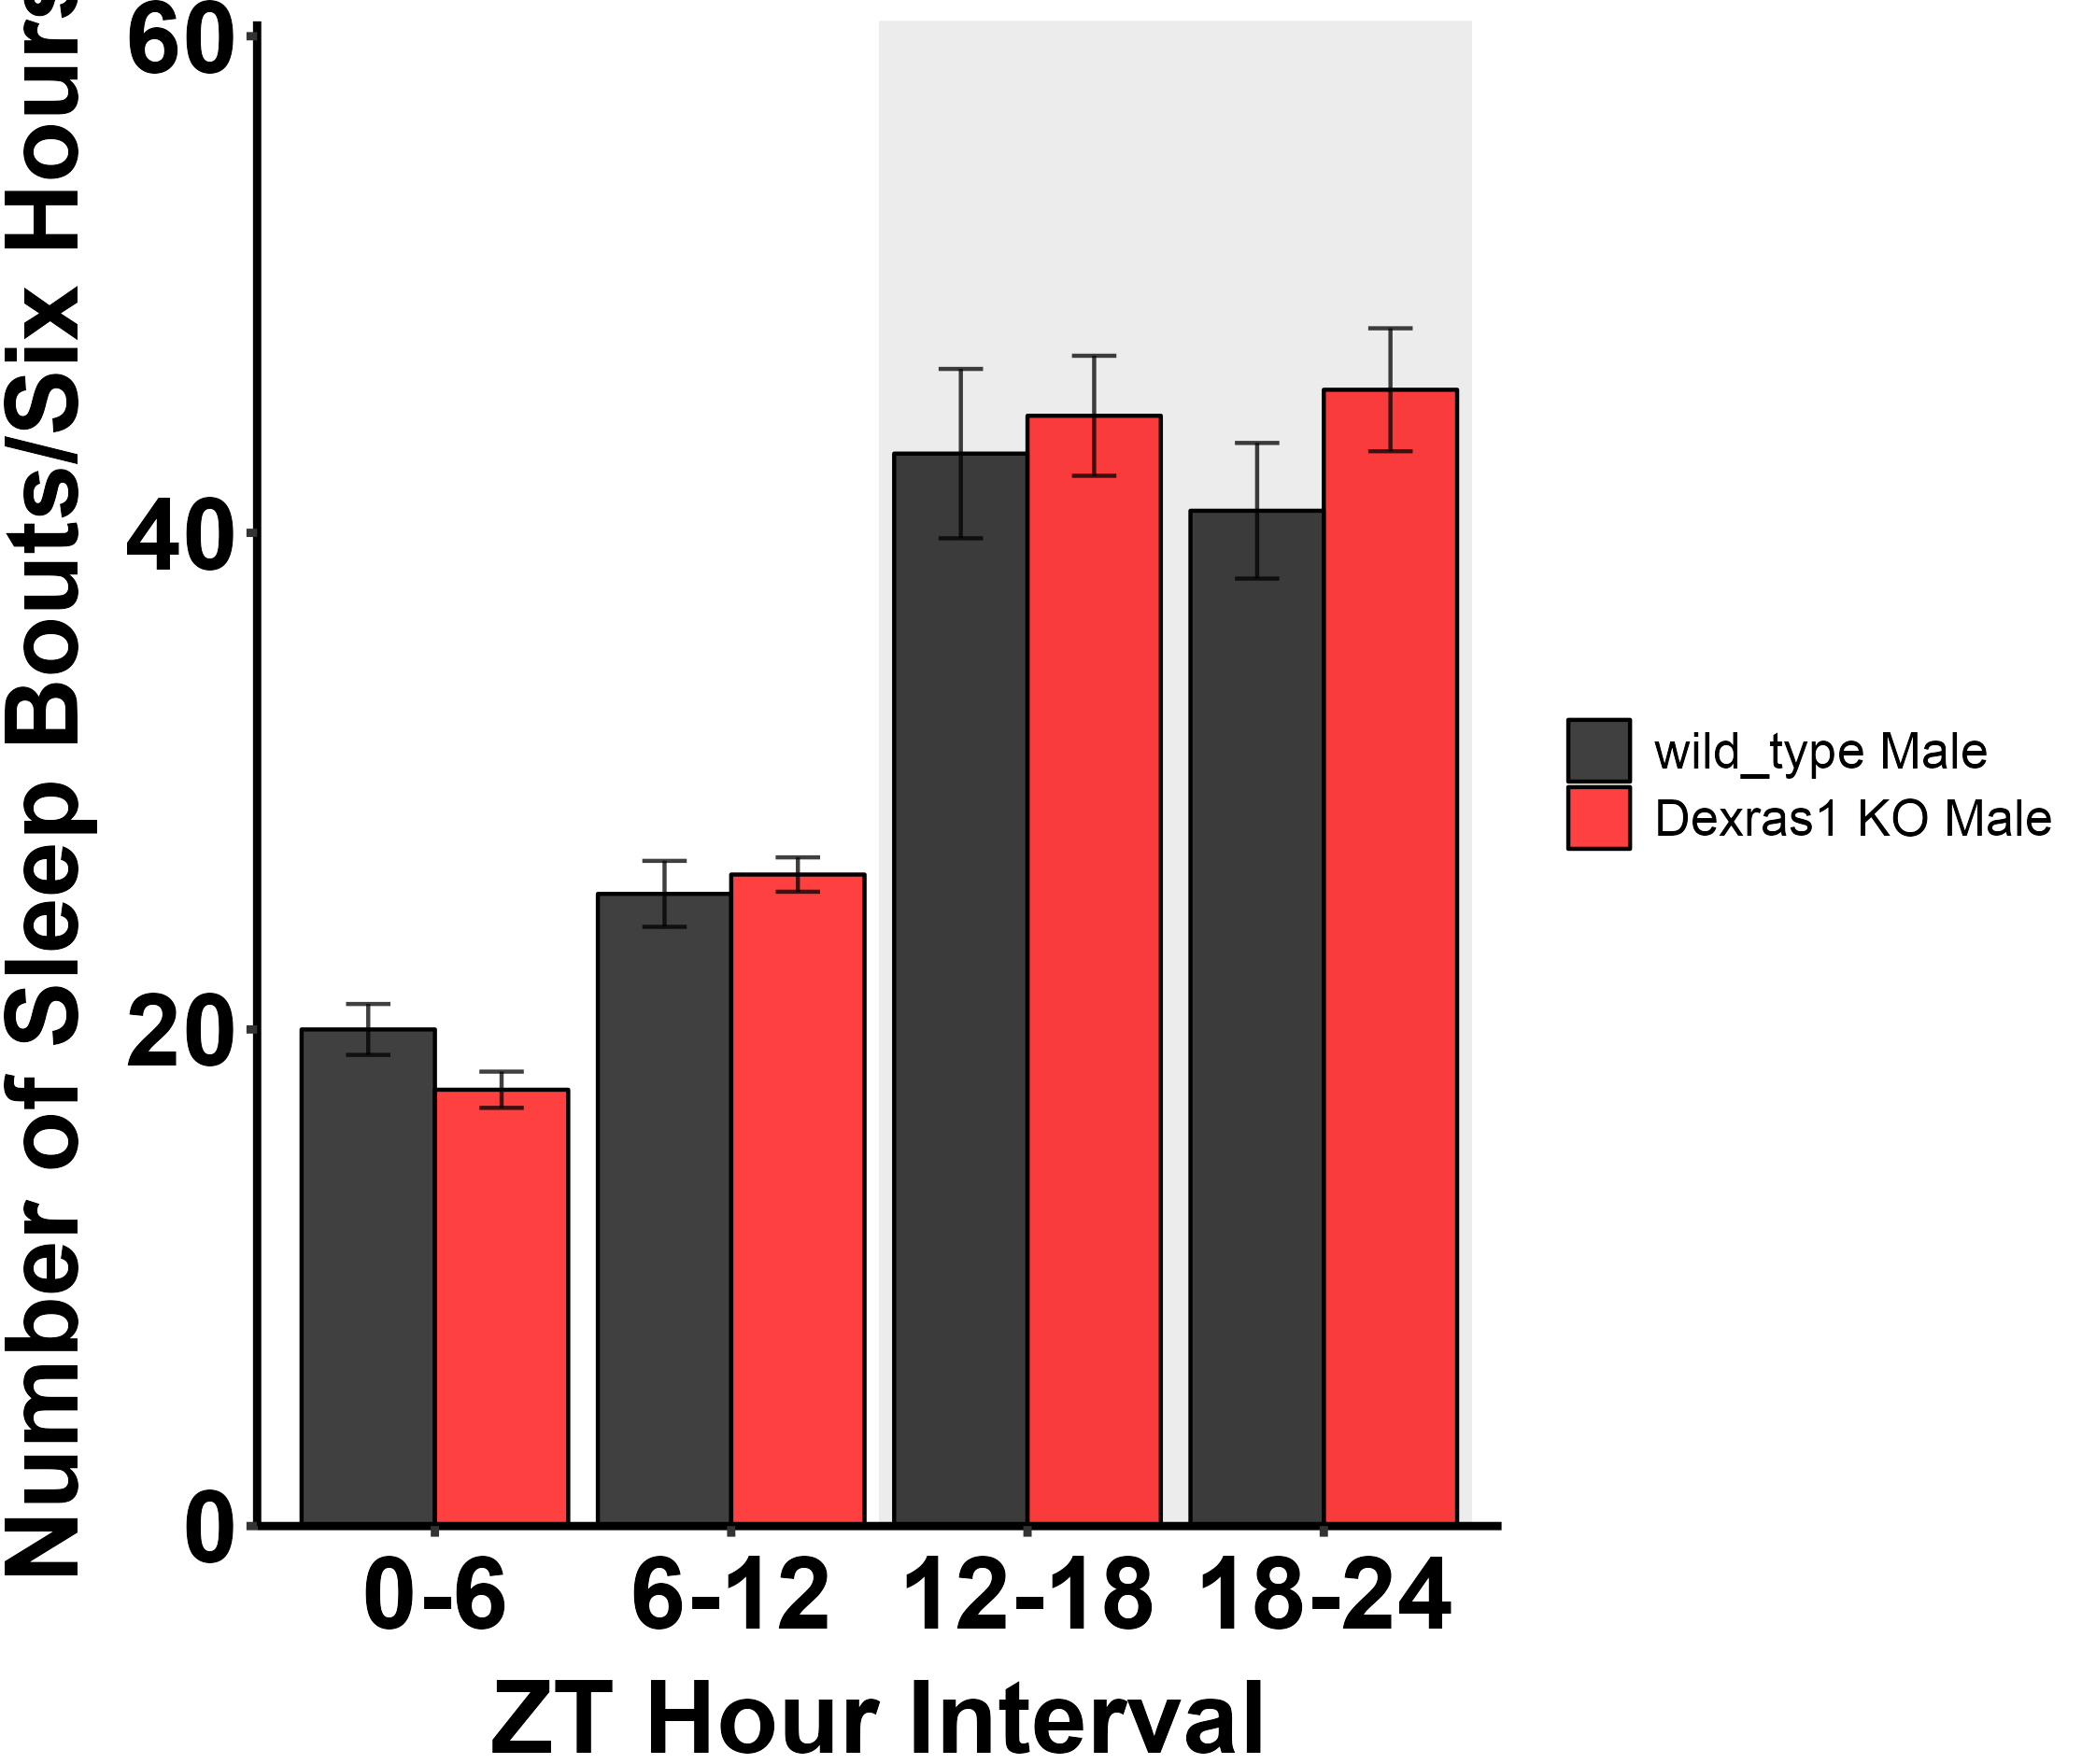 Number of Sleep Bouts/Six Hours
60
40
20
0
0-6 6-12 12-18 18-24
ZT Hour Interval
wild_type Male
Dexras1 KO Male